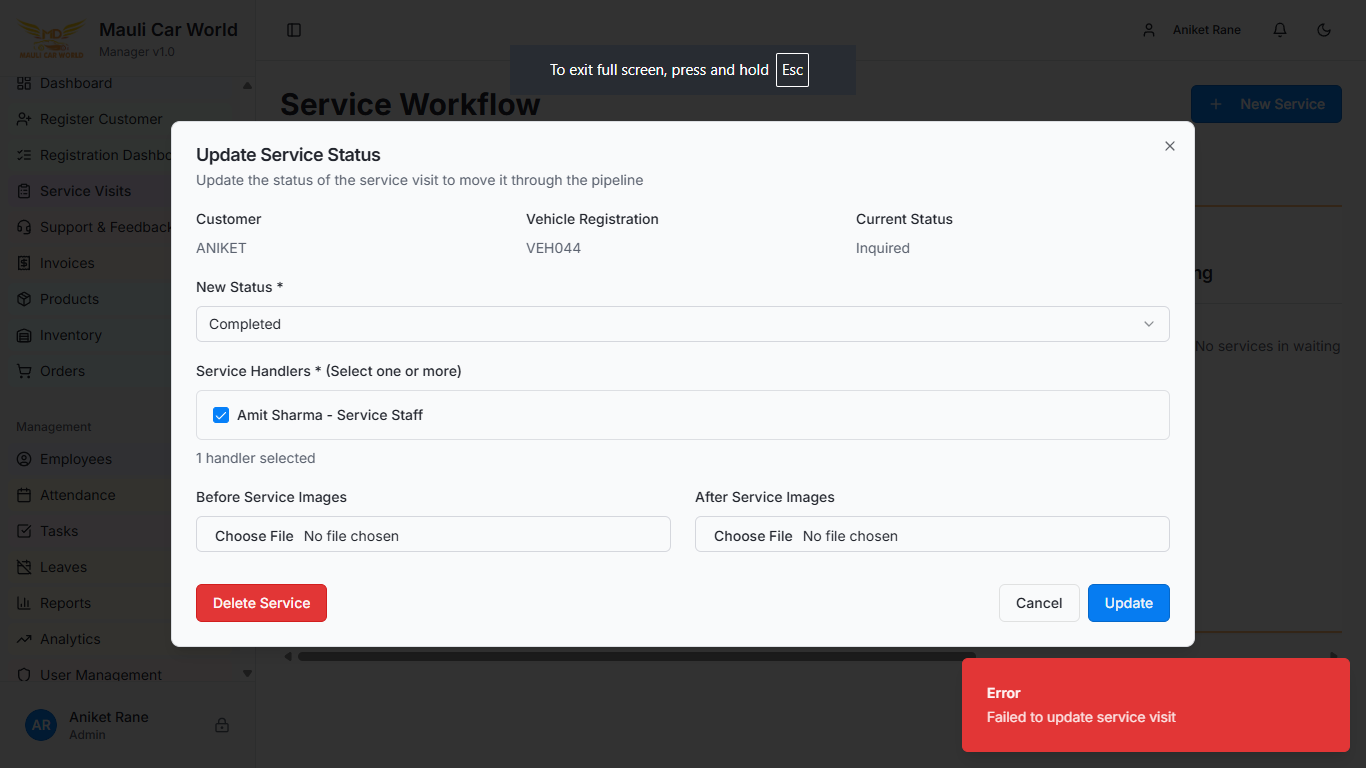 Mauli Car World
Manager v1.0
MAULI CAR WORLD
Aniket Rane
To exit full screen, press and hold Esc
Dashboard
Register Customer
Registration Dashbo
Service Visits
Support & Feedback
Invoices
Products
Inventory
Orders
Management
Employees
Attendance
Tasks
Leaves
Reports
Analytics
User Management
AR
Aniket Rane
Admin
Service Workflow
New Service
Update Service Status
Update the status of the service visit to move it through the pipeline
Customer
ANIKET
Vehicle Registration
VEH044
Current Status
Inquired
New Status *
Completed
Service Handlers * (Select one or more)
Amit Sharma - Service Staff
1 handler selected
Before Service Images
Choose File No file chosen
After Service Images
Choose File No file chosen
Delete Service
Cancel
Update
ng
No services in waiting
Error
Failed to update service visit